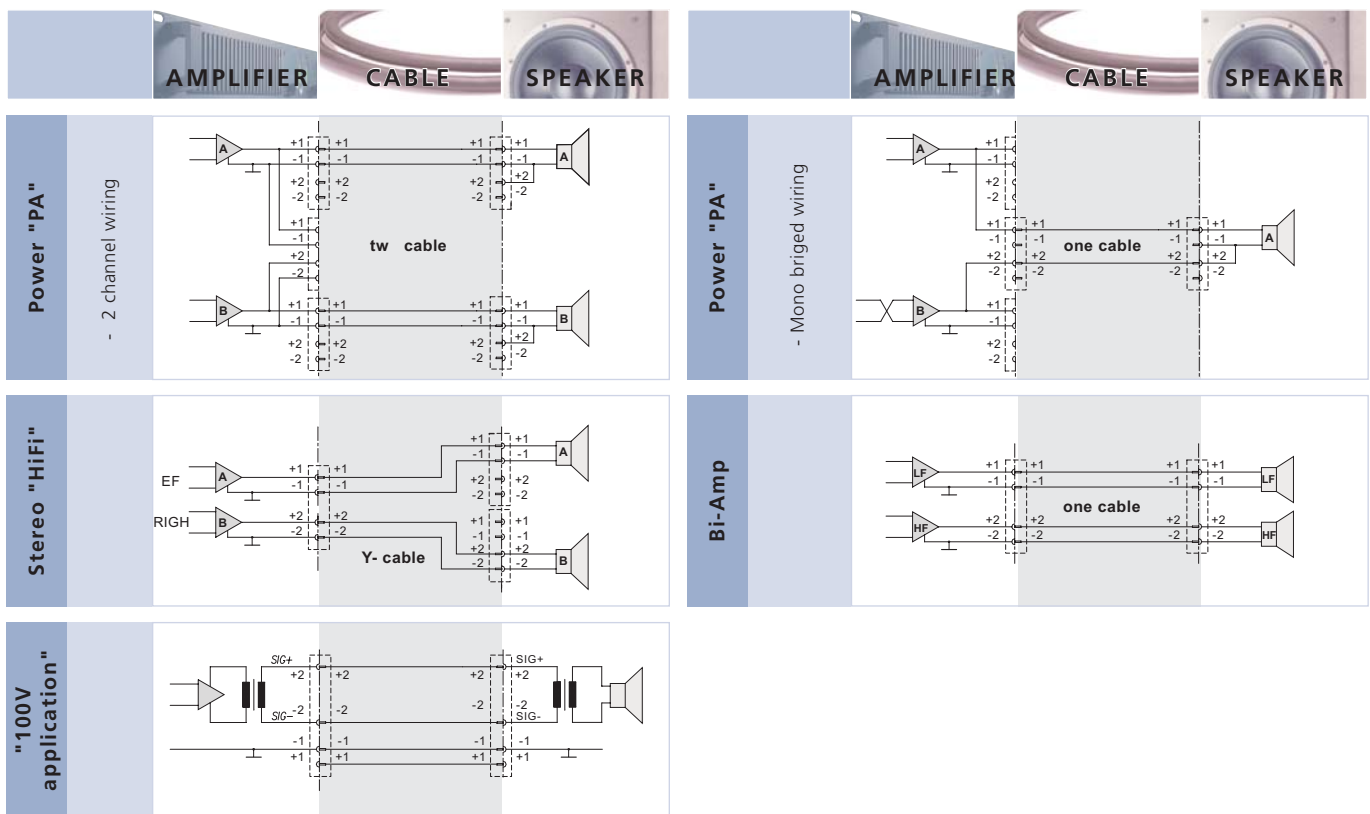 AMPLIFIER CABLE SPEAKER
Power "PA"
- 2 channel wiring
A +1 +1 +1 +1 A
-1 -1 -1 -1
+2 +2 +2 +2
-2 -2 -2 -2
+1
-1
tw cable
+2
-2
B +1 +1 +1 +1 B
-1 -1 -1 -1
+2 +2 +2 +2
-2 -2 -2 -2
Stereo "HiFi"
+1 +1 A
-1 -1
EF A +1 +1 +2 +2
-1 -1 -2 -2
RIGH B +2 +2 +1 +1
-2 -2 -1 -1
Y- cable
+2 +2 B
-2 -2
"100V
application"
SIG+ SIG+
+2 +2 +2 +2
-2 -2 -2 -2
SIG− SIG-
-1 -1 -1 -1
+1 +1 +1 +1
AMPLIFIER CABLE SPEAKER
Power "PA"
- Mono briged wiring
A +1
-1
+2
-2
+1 +1 +1 +1 A
-1 -1 -1 -1
one cable
+2 +2 +2 +2
-2 -2 -2 -2
B +1
-1
+2
-2
Bi-Amp
LF +1 +1 +1 +1 LF
-1 -1 -1 -1
one cable
HF +2 +2 +2 +2 HF
-2 -2 -2 -2